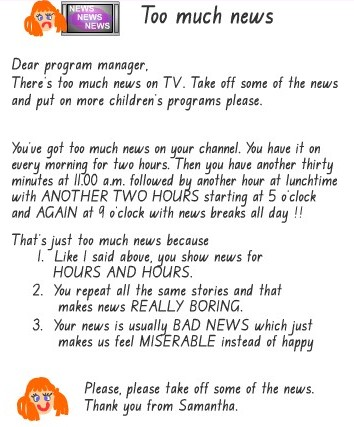 NEWS
NEWS
NEWS
Too much news
Dear program manager,
There's too much news on TV. Take off some of the news
and put on more children's programs please.
You've got too much news on your channel. You have it on
every morning for two hours. Then you have another thirty
minutes at 11.00 a.m. followed by another hour at lunchtime
with ANOTHER TWO HOURS starting at 5 o'clock
and AGAIN at 9 o'clock with news breaks all day !!
That's just too much news because
1. Like I said above, you show news for
HOURS AND HOURS.
2. You repeat all the same stories and that
makes news REALLY BORING.
3. Your news is usually BAD NEWS which just
makes us feel MISERABLE instead of happy
Please, please take off some of the news.
Thank you from Samantha.